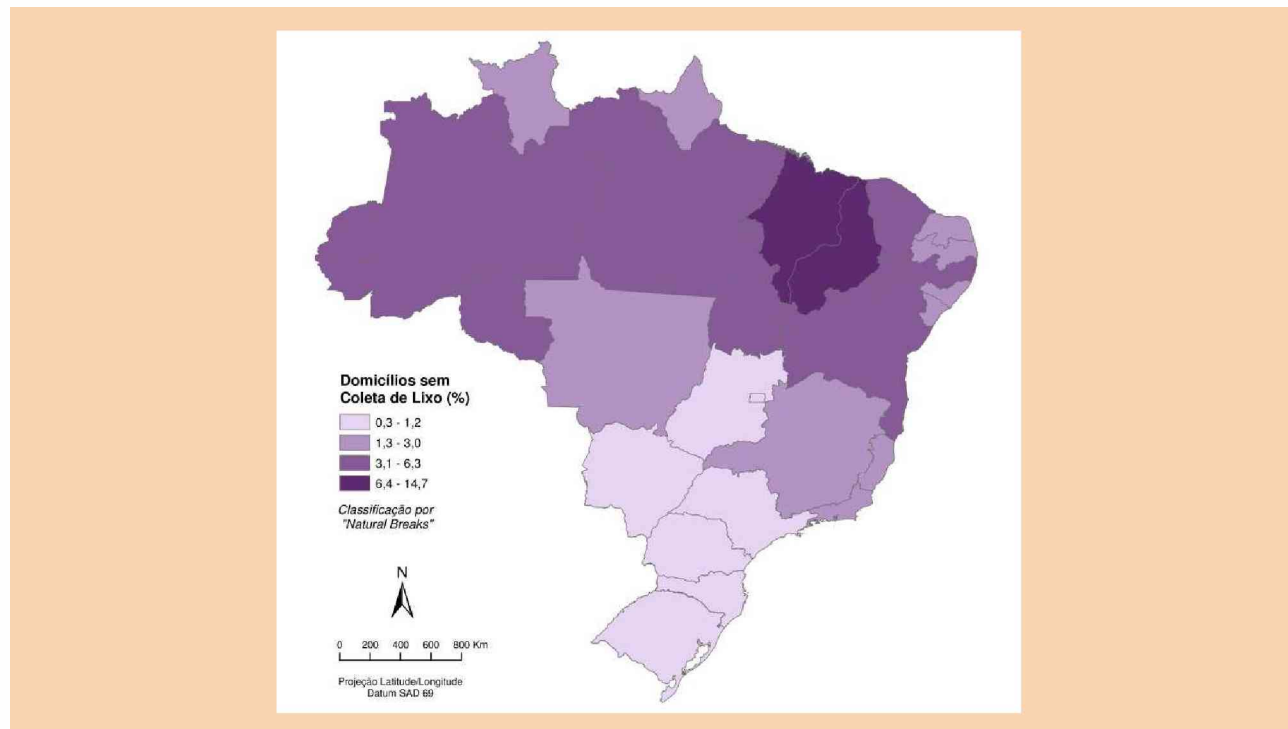 Domicílios sem
Coleta de Lixo (%)
0,3 - 1,2
1,3 - 3,0
3,1 - 6,3
6,4 - 14,7
Classificação por
"Natural Breaks"
N
0 200 400 600 800 Km
Projeção Latitude/Longitude
Datum SAD 69